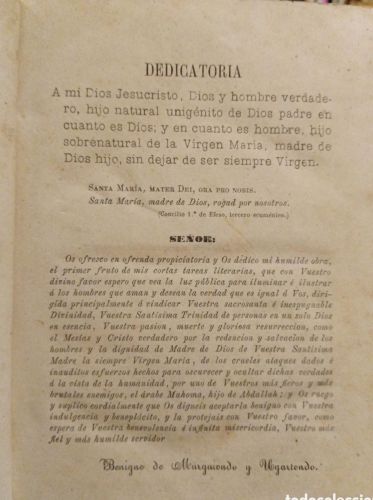 DEDICATORIA
A mi Dios Jesucristo, Dios y hombre verdade-
ro, hijo natural unigénito de Dios padre en
cuanto es Dios; y en cuanto es hombre, hijo
sobrenatural de la Virgen María, madre de
Dios hijo, sin dejar de ser siempre Virgen.
SANTA MARÍA, MATER DEI, ORA PRO NOBIS.
Santa María, madre de Dios, rogad por nosotros.
(Concilio 1.º de Efeso, tercero ecuménico.)
SEÑOR:
Os ofrezco en ofrenda propiciatoria y Os dédico mi humilde obra,
el primer fruto de mis cortas tareas literarias, que con Vuestro
divino favor espero que vea la luz pública para iluminar é ilustrar
á los hombres que aman y desean la verdad que es igual á Vos, diri-
gida principalmente á vindicar Vuestra sacrosanta é inexpugnable
Divinidad, Vuestra Santísima Trinidad de personas en un solo Dios
en esencia, Vuestra pasion, muerte y gloriosa resurreccion, como
el Mesías y Cristo verdadero por la redencion y salvacion de los
hombres y la dignidad de Madre de Dios de Vuestra Santísima
Madre la siempre Virgen María, de los crueles ataques dados é
inauditos esfuerzos hechos para oscurecer y ocultar dichas verdades
á la vista de la humanidad, por uno de Vuestros más fieros y más
brutales enemigos, el árabe Mahoma, hijo de Abdallah; y Os ruego
y suplico cordialmente que Os digneis aceptarla benigno con Vuestra
indulgencia y beneplácito, y la protejais con Vuestro favor, como
espera de Vuestra benevolencia é infinita misericordia, Vuestro más
fiel y más humilde servidor
Benigno de Murgüiondo y Ugartondo.